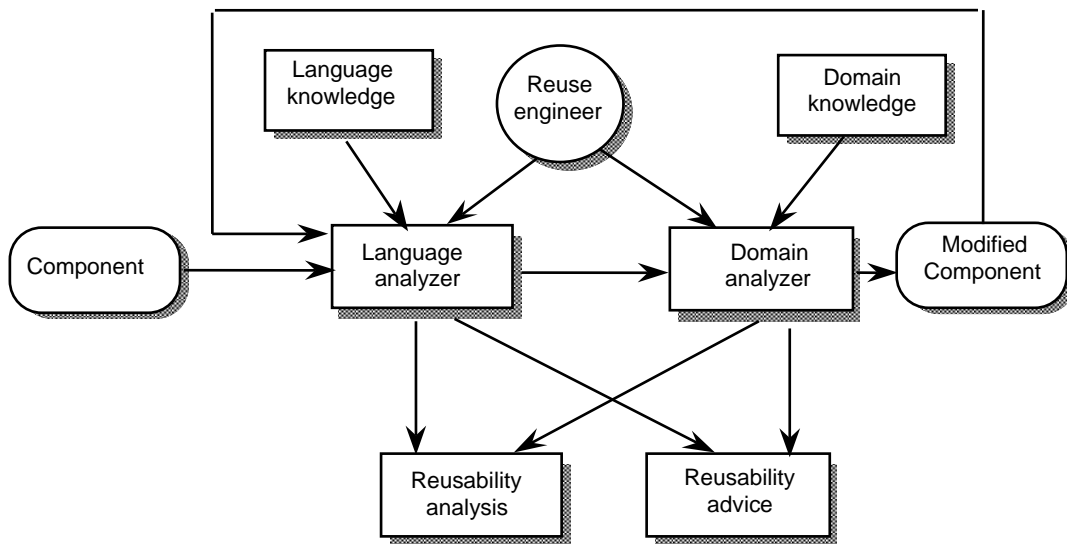 Language
knowledge
Reuse
engineer
Domain
knowledge
Component
Language
analyzer
Domain
analyzer
Modified
Component
Reusability
analysis
Reusability
advice